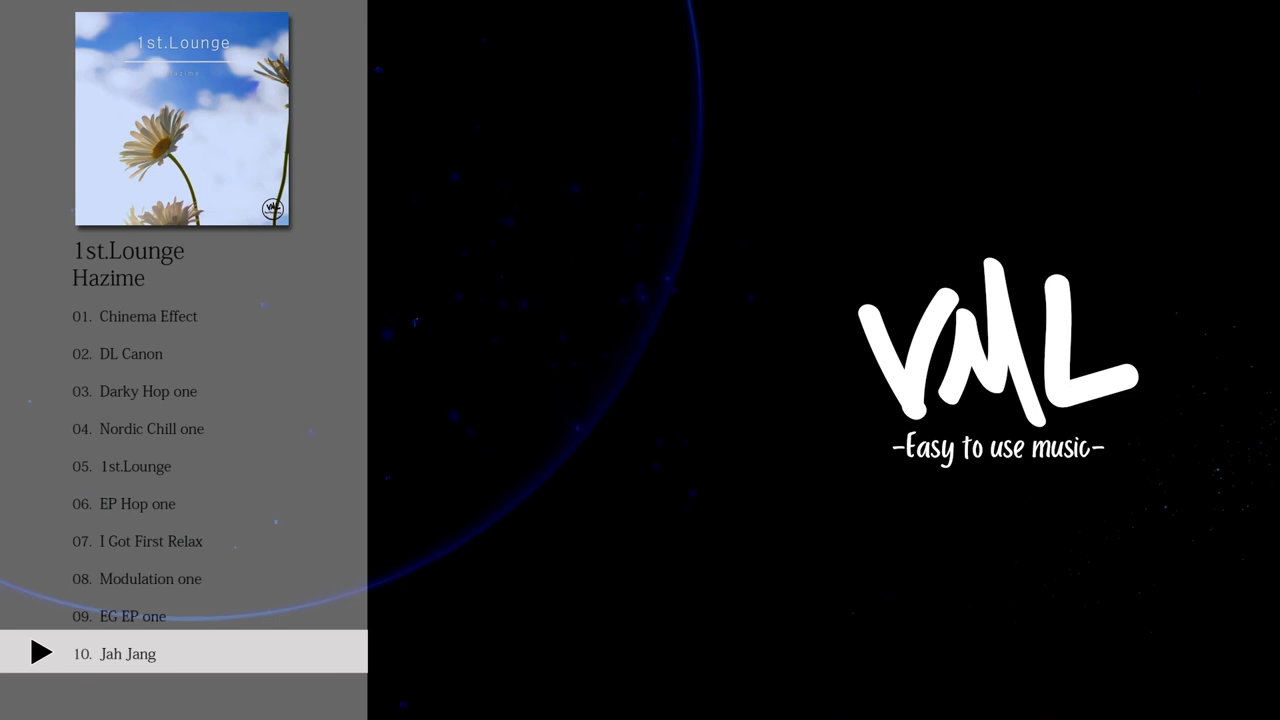 1st.Lounge
Hazime
VML
1st.Lounge
Hazime
01. Chinema Effect
02. DL Canon
03. Darky Hop one
04. Nordic Chill one
05. 1st.Lounge
06. EP Hop one
07. I Got First Relax
08. Modulation one
09. EG EP one
10. Jah Jang
VML
-Easy to use music-